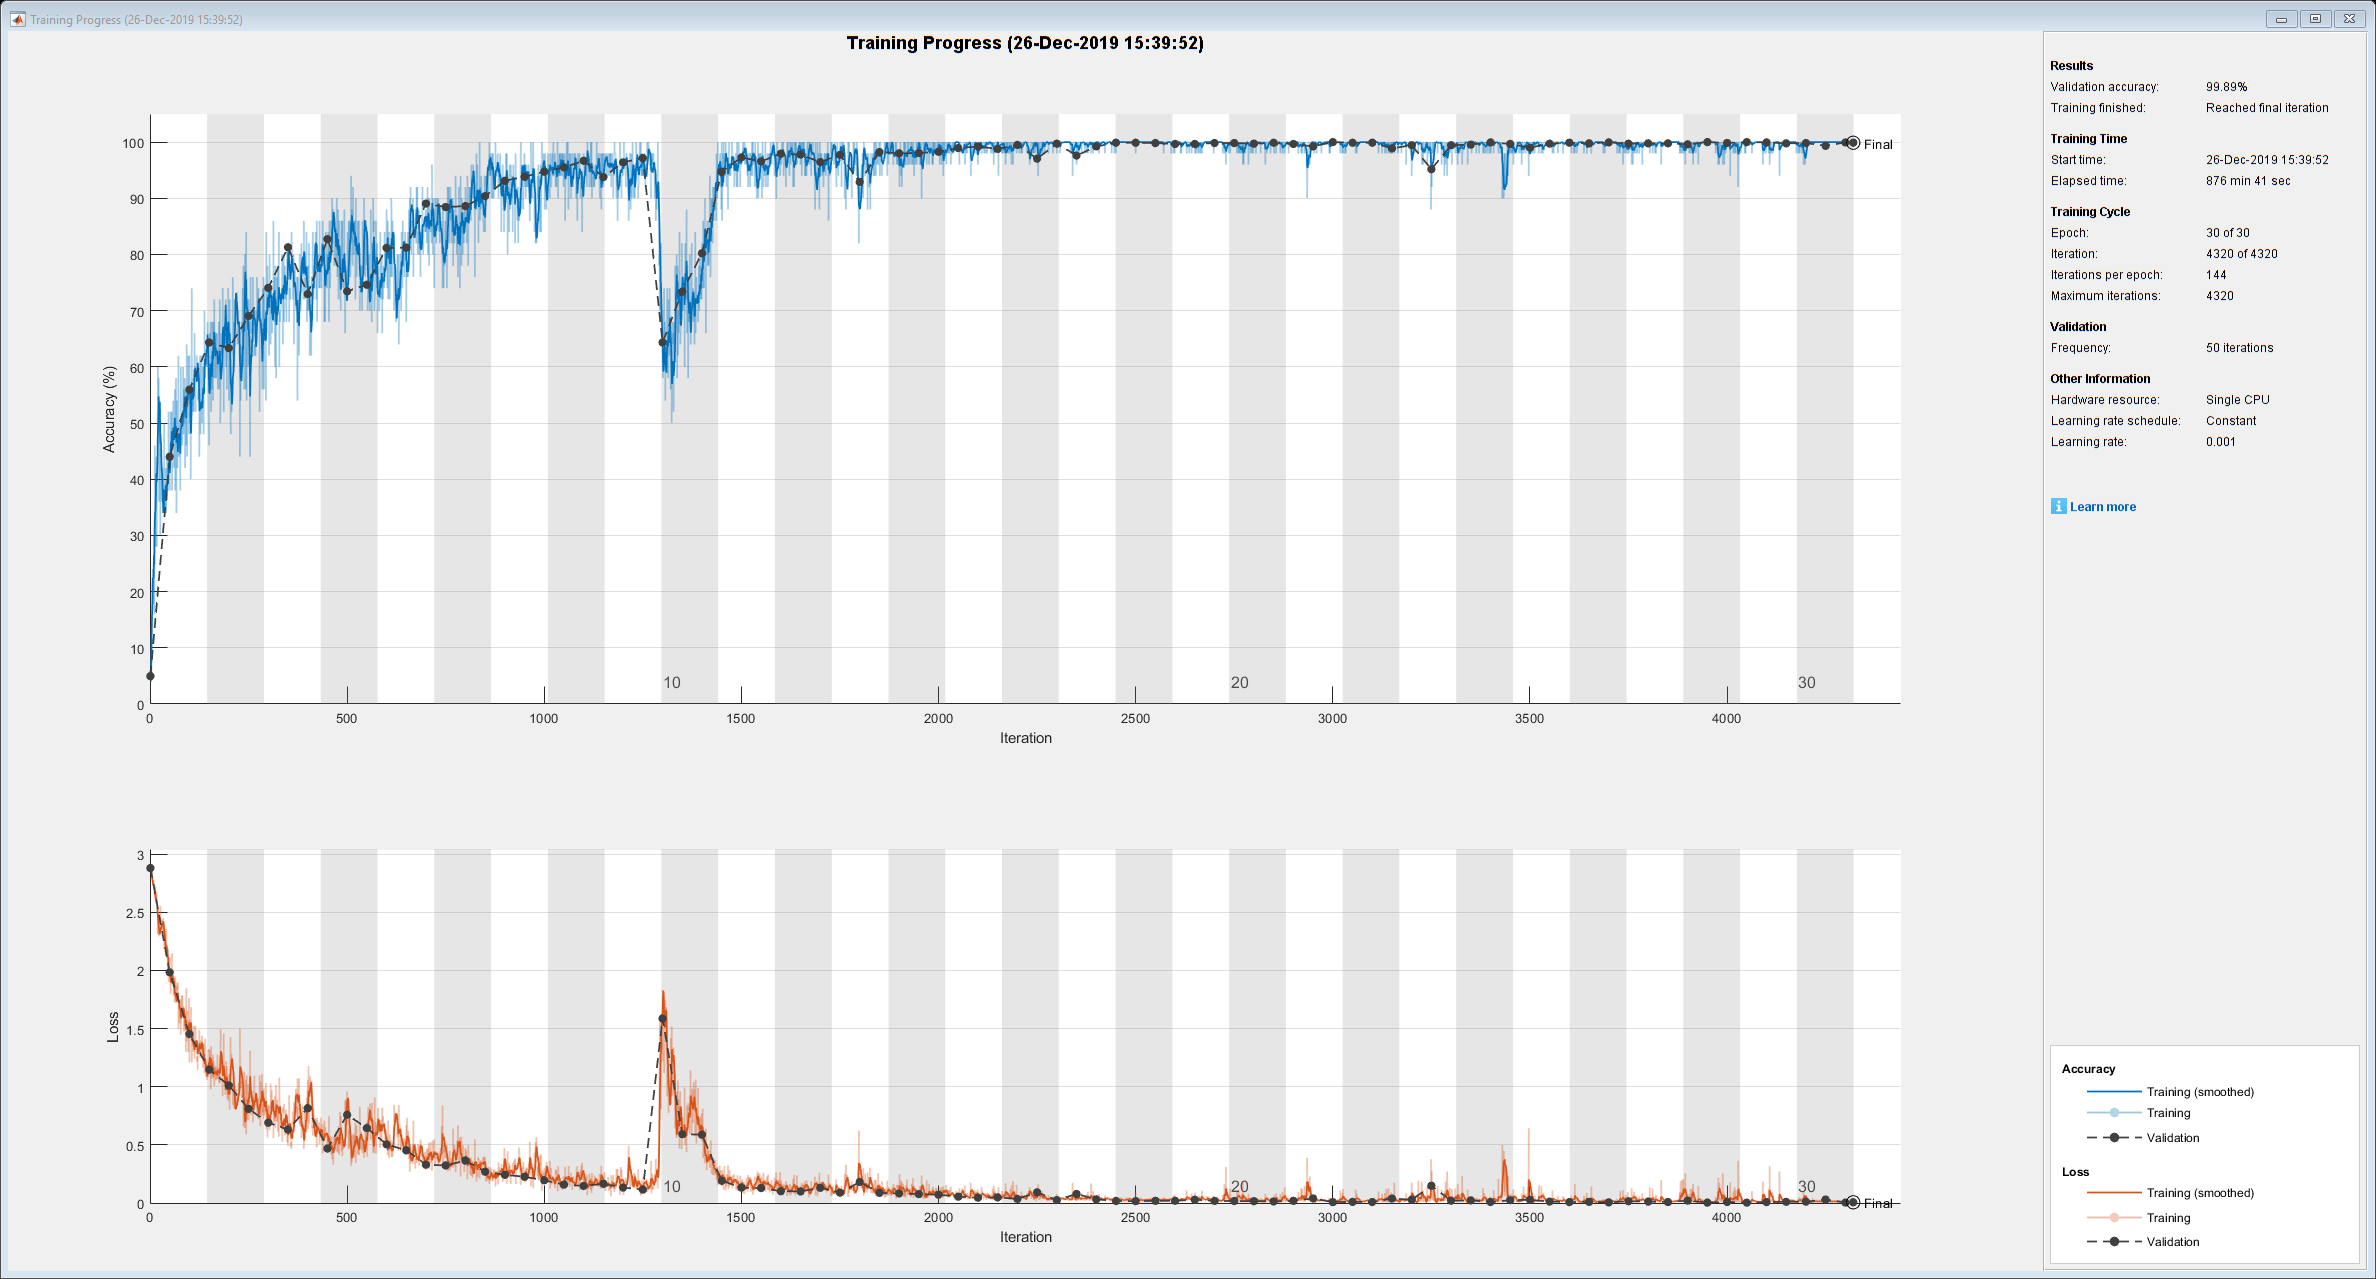 Training Progress (26-Dec-2019 15:39:52)
Training Progress (26-Dec-2019 15:39:52)
100
90
80
70
60
50
40
30
20
10
0
Accuracy (%)
10
20
30
Final
0
500
1000
1500
2000
2500
3000
3500
4000
Iteration
3
2.5
2
1.5
1
0.5
0
Loss
10
20
30
Final
0
500
1000
1500
2000
2500
3000
3500
4000
Iteration
Results
Validation accuracy: 99.89%
Training finished: Reached final iteration
Training Time
Start time: 26-Dec-2019 15:39:52
Elapsed time: 876 min 41 sec
Training Cycle
Epoch: 30 of 30
Iteration: 4320 of 4320
Iterations per epoch: 144
Maximum iterations: 4320
Validation
Frequency: 50 iterations
Other Information
Hardware resource: Single CPU
Learning rate schedule: Constant
Learning rate: 0.001
i Learn more
Accuracy
Training (smoothed)
Training
Validation
Loss
Training (smoothed)
Training
Validation